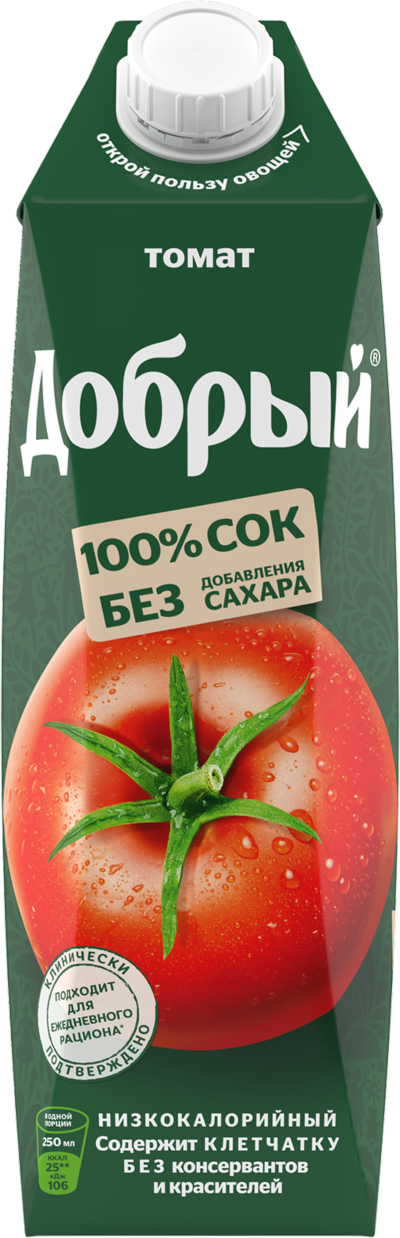 открой пользу овощей
томат
Добрый®
100% СОК
БЕЗ ДОБАВЛЕНИЯ
САХАРА
КЛИНИЧЕСКИ
ПОДХОДИТ
ДЛЯ
ЕЖЕДНЕВНОГО
РАЦИОНА*
ПОДТВЕРЖДЕНО
В ОДНОЙ
ПОРЦИИ
250 МЛ
ККАЛ
25**
кДж
106
НИЗКОКАЛОРИЙНЫЙ
Содержит КЛЕТЧАТКУ
БЕЗ консервантов
и красителей